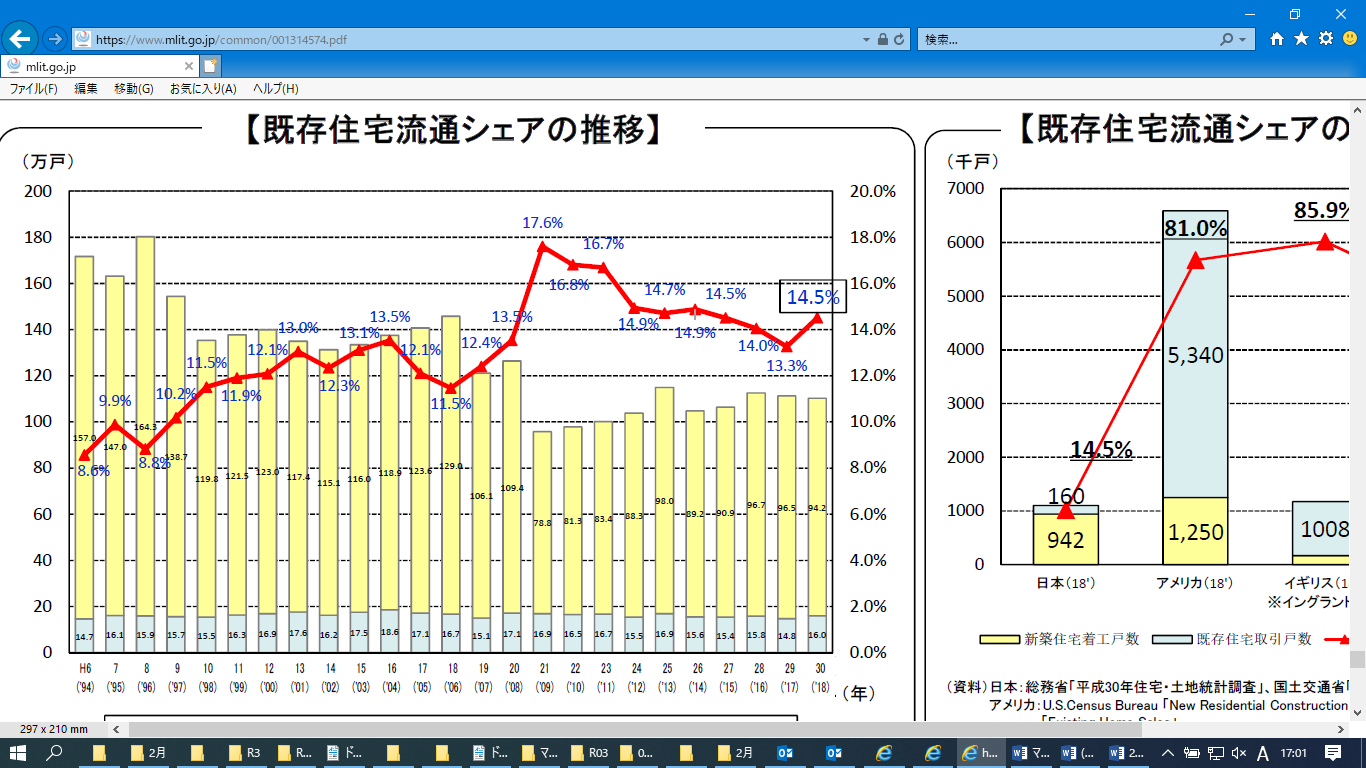 https://www.mlit.go.jp/common/001314574.pdf
検索...
mlit.go.jp
ファイル(F) 編集 移動(G) お気に入り(A) ヘルプ(H)
【既存住宅流通シェアの推移】
(万戸)
200 20.0%
180 18.0%
160 16.0%
140 14.0%
120 12.0%
100 10.0%
80 8.0%
60 6.0%
40 4.0%
20 2.0%
0 0.0%
8.6% 9.9% 8.8% 10.2% 11.5% 11.9% 12.1% 13.0% 12.3% 13.1% 13.5% 12.1% 11.5% 12.4% 13.5% 17.6% 16.8% 16.7% 14.9% 14.7% 14.9% 14.5% 14.0% 13.3% 14.5%
157.0 147.0 164.3 138.7 119.8 121.5 123.0 117.4 115.1 116.0 118.9 123.6 129.0 106.1 109.4 78.8 81.3 83.4 88.3 98.0 89.2 90.9 96.7 96.5 94.2
14.7 16.1 15.9 15.7 15.5 16.3 16.9 17.6 16.2 17.5 18.6 17.1 16.7 15.1 17.1 16.9 16.5 16.7 15.5 16.9 15.6 15.4 15.8 14.8 16.0
H6 7 8 9 10 11 12 13 14 15 16 17 18 19 20 21 22 23 24 25 26 27 28 29 30
('94) ('95) ('96) ('97) ('98) ('99) ('00) ('01) ('02) ('03) ('04) ('05) ('06) ('07) ('08) ('09) ('10) ('11) ('12) ('13) ('14) ('15) ('16) ('17) ('18) (年)
【既存住宅流通シェアの
(千戸)
7000
6000
5000
4000
3000
2000
1000
0
14.5% 81.0% 85.9%
160 5,340 1008
942 1,250
日本(18') アメリカ(18') イギリス(1
※イングランド
新築住宅着工戸数 既存住宅取引戸数
(資料)日本:総務省「平成30年住宅・土地統計調査」、国土交通省「
アメリカ:U.S.Census Bureau 「New Residential Construction
297 x 210 mm
2月 R3 R... ド... ド... マ... R03 0... 2月 h... マ... (... 2...
A 17:01